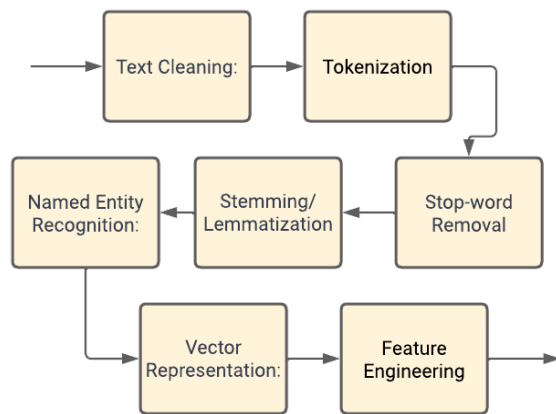 Text Cleaning:
Tokenization
Stop-word
Removal
Stemming/
Lemmatization
Named Entity
Recognition:
Vector
Representation:
Feature
Engineering